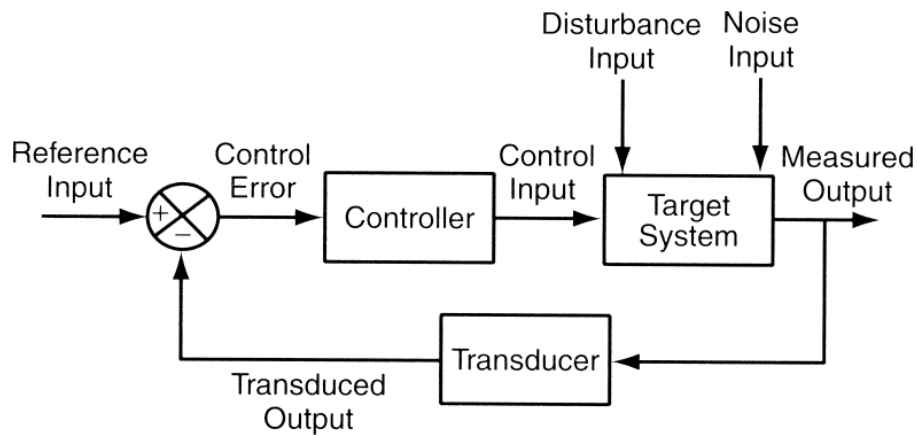 Disturbance
Input
Noise
Input
Reference
Input
Control
Error
Control
Input
Measured
Output
+
−
Controller
Target
System
Transducer
Transduced
Output